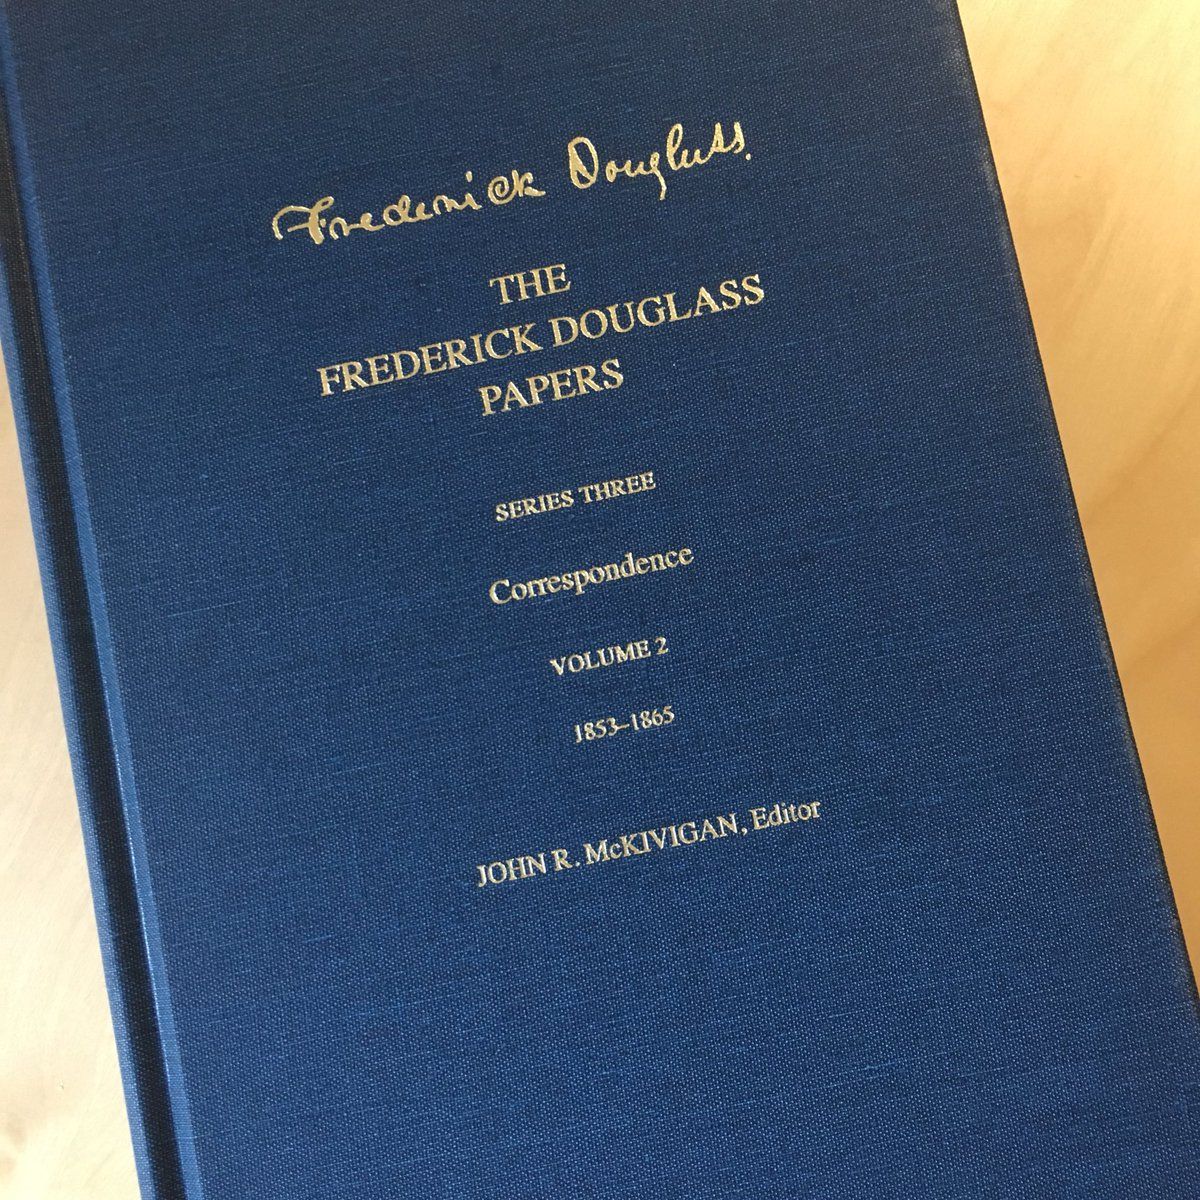 Frederick Douglass.
THE
FREDERICK DOUGLASS
PAPERS
SERIES THREE
Correspondence
VOLUME 2
1853–1865
JOHN R. McKIVIGAN, Editor